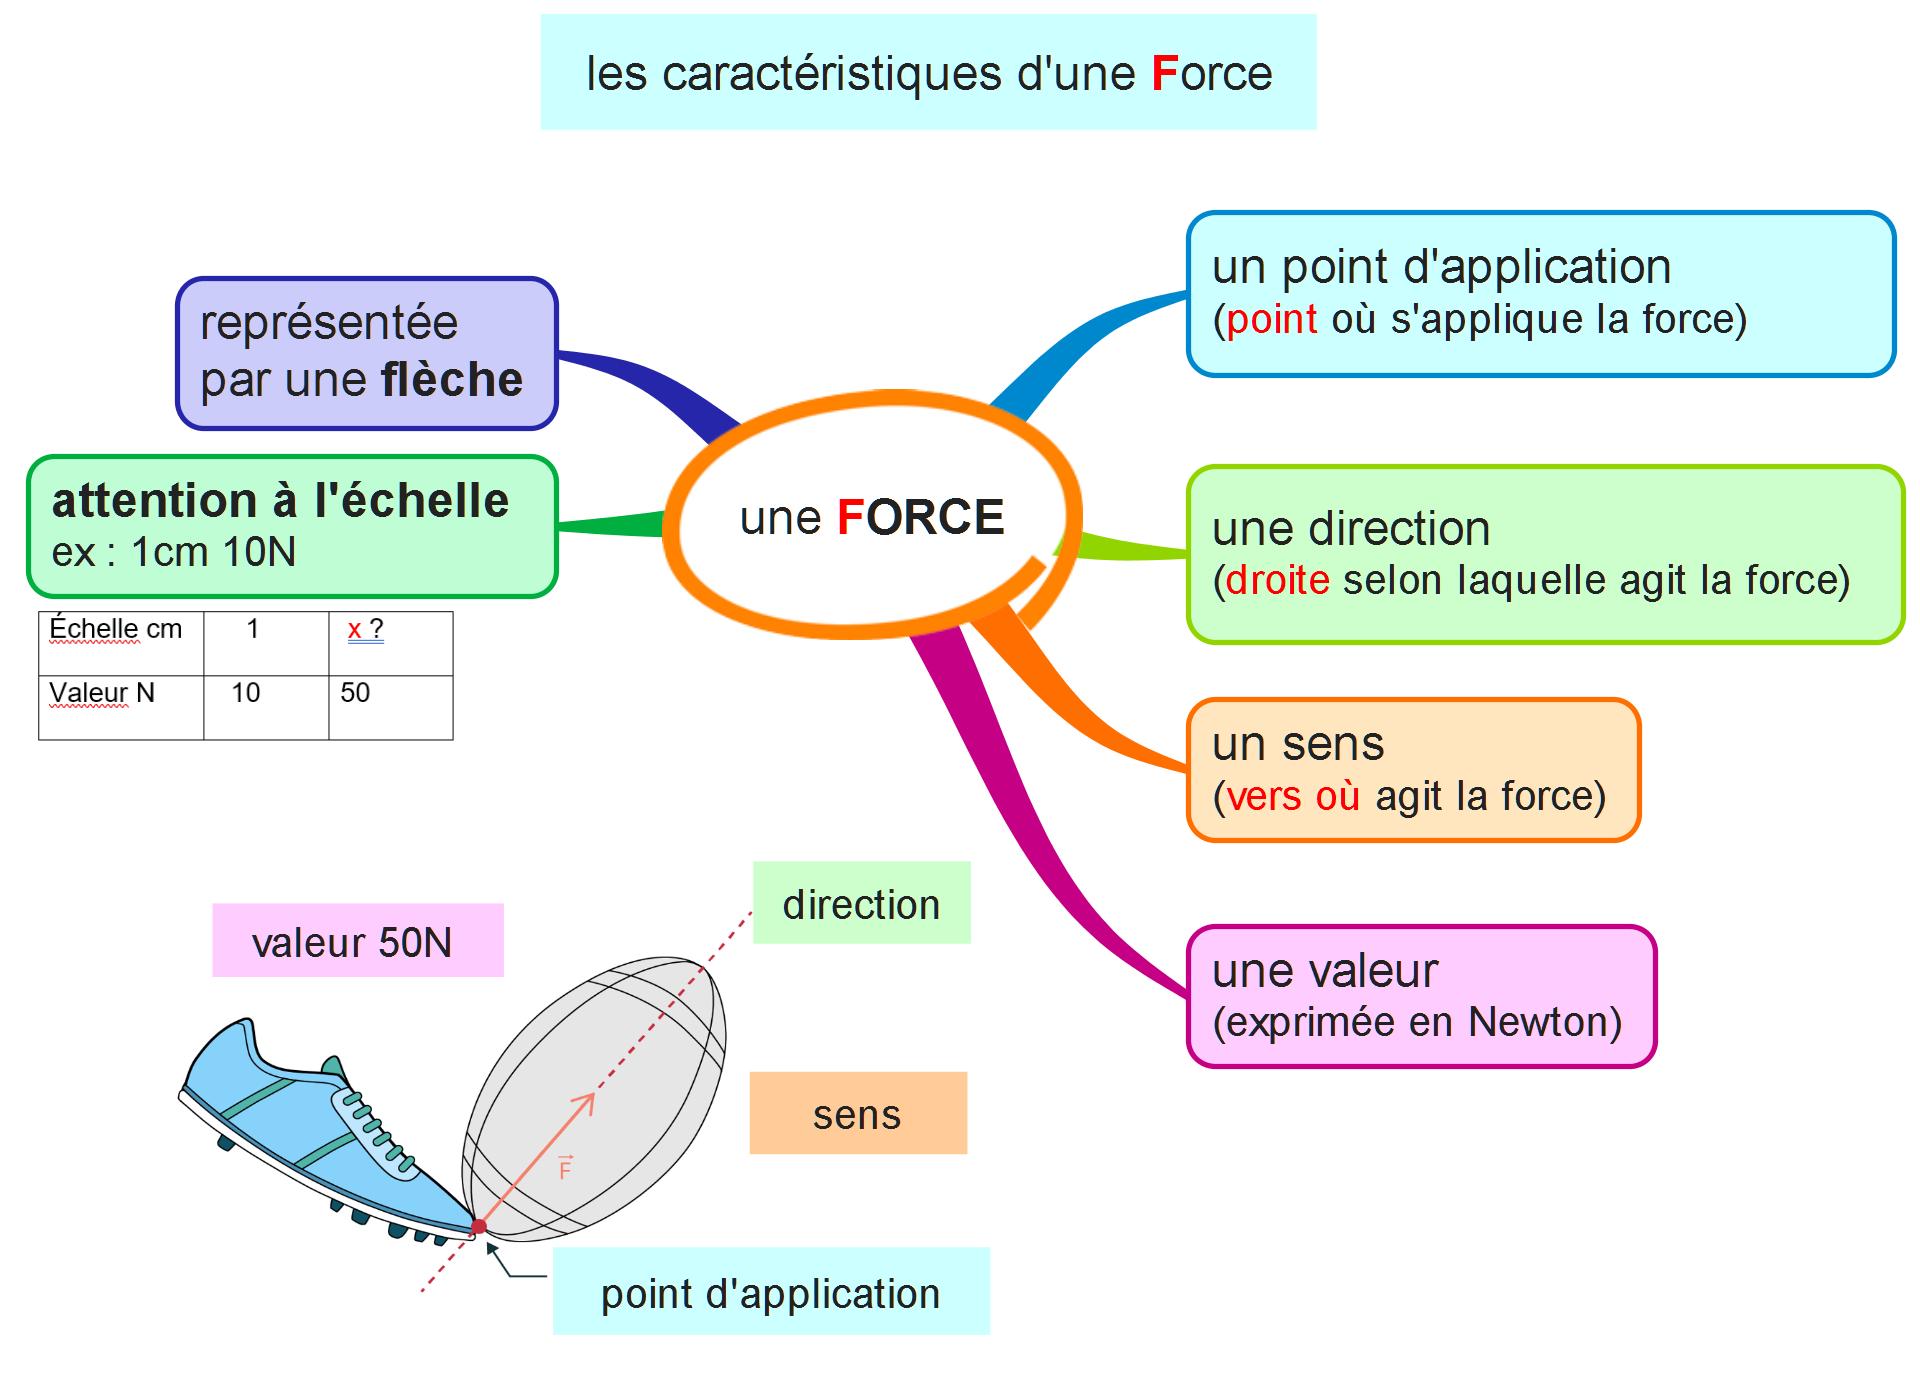 les caractéristiques d'une Force
représentée
par une flèche
attention à l'échelle
ex : 1cm 10N
Échelle cm 1 x ?
Valeur N 10 50
une FORCE
un point d'application
(point où s'applique la force)
une direction
(droite selon laquelle agit la force)
un sens
(vers où agit la force)
une valeur
(exprimée en Newton)
valeur 50N
direction
sens
F
point d'application